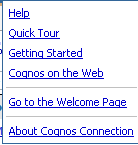 Help
Quick Tour
Getting Started
Cognos on the Web
Go to the Welcome Page
About Cognos Connection